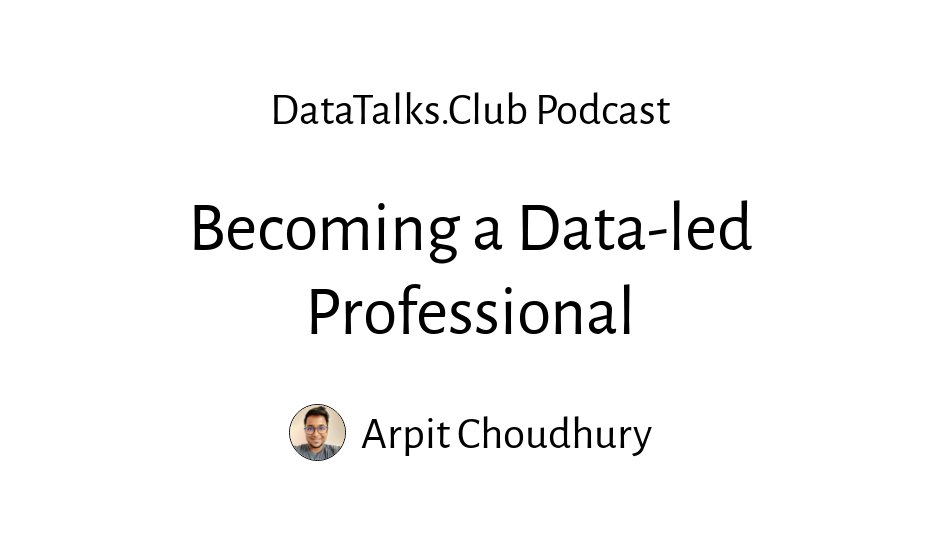 DataTalks.Club Podcast
Becoming a Data-led
Professional
Arpit Choudhury